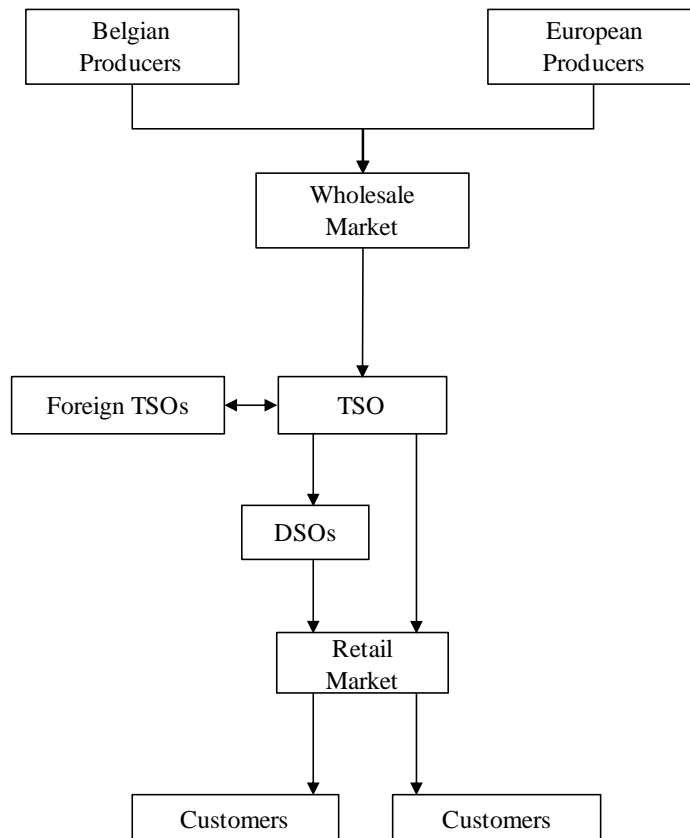 Belgian
Producers
European
Producers
Wholesale
Market
Foreign TSOs
TSO
DSOs
Retail
Market
Customers
Customers